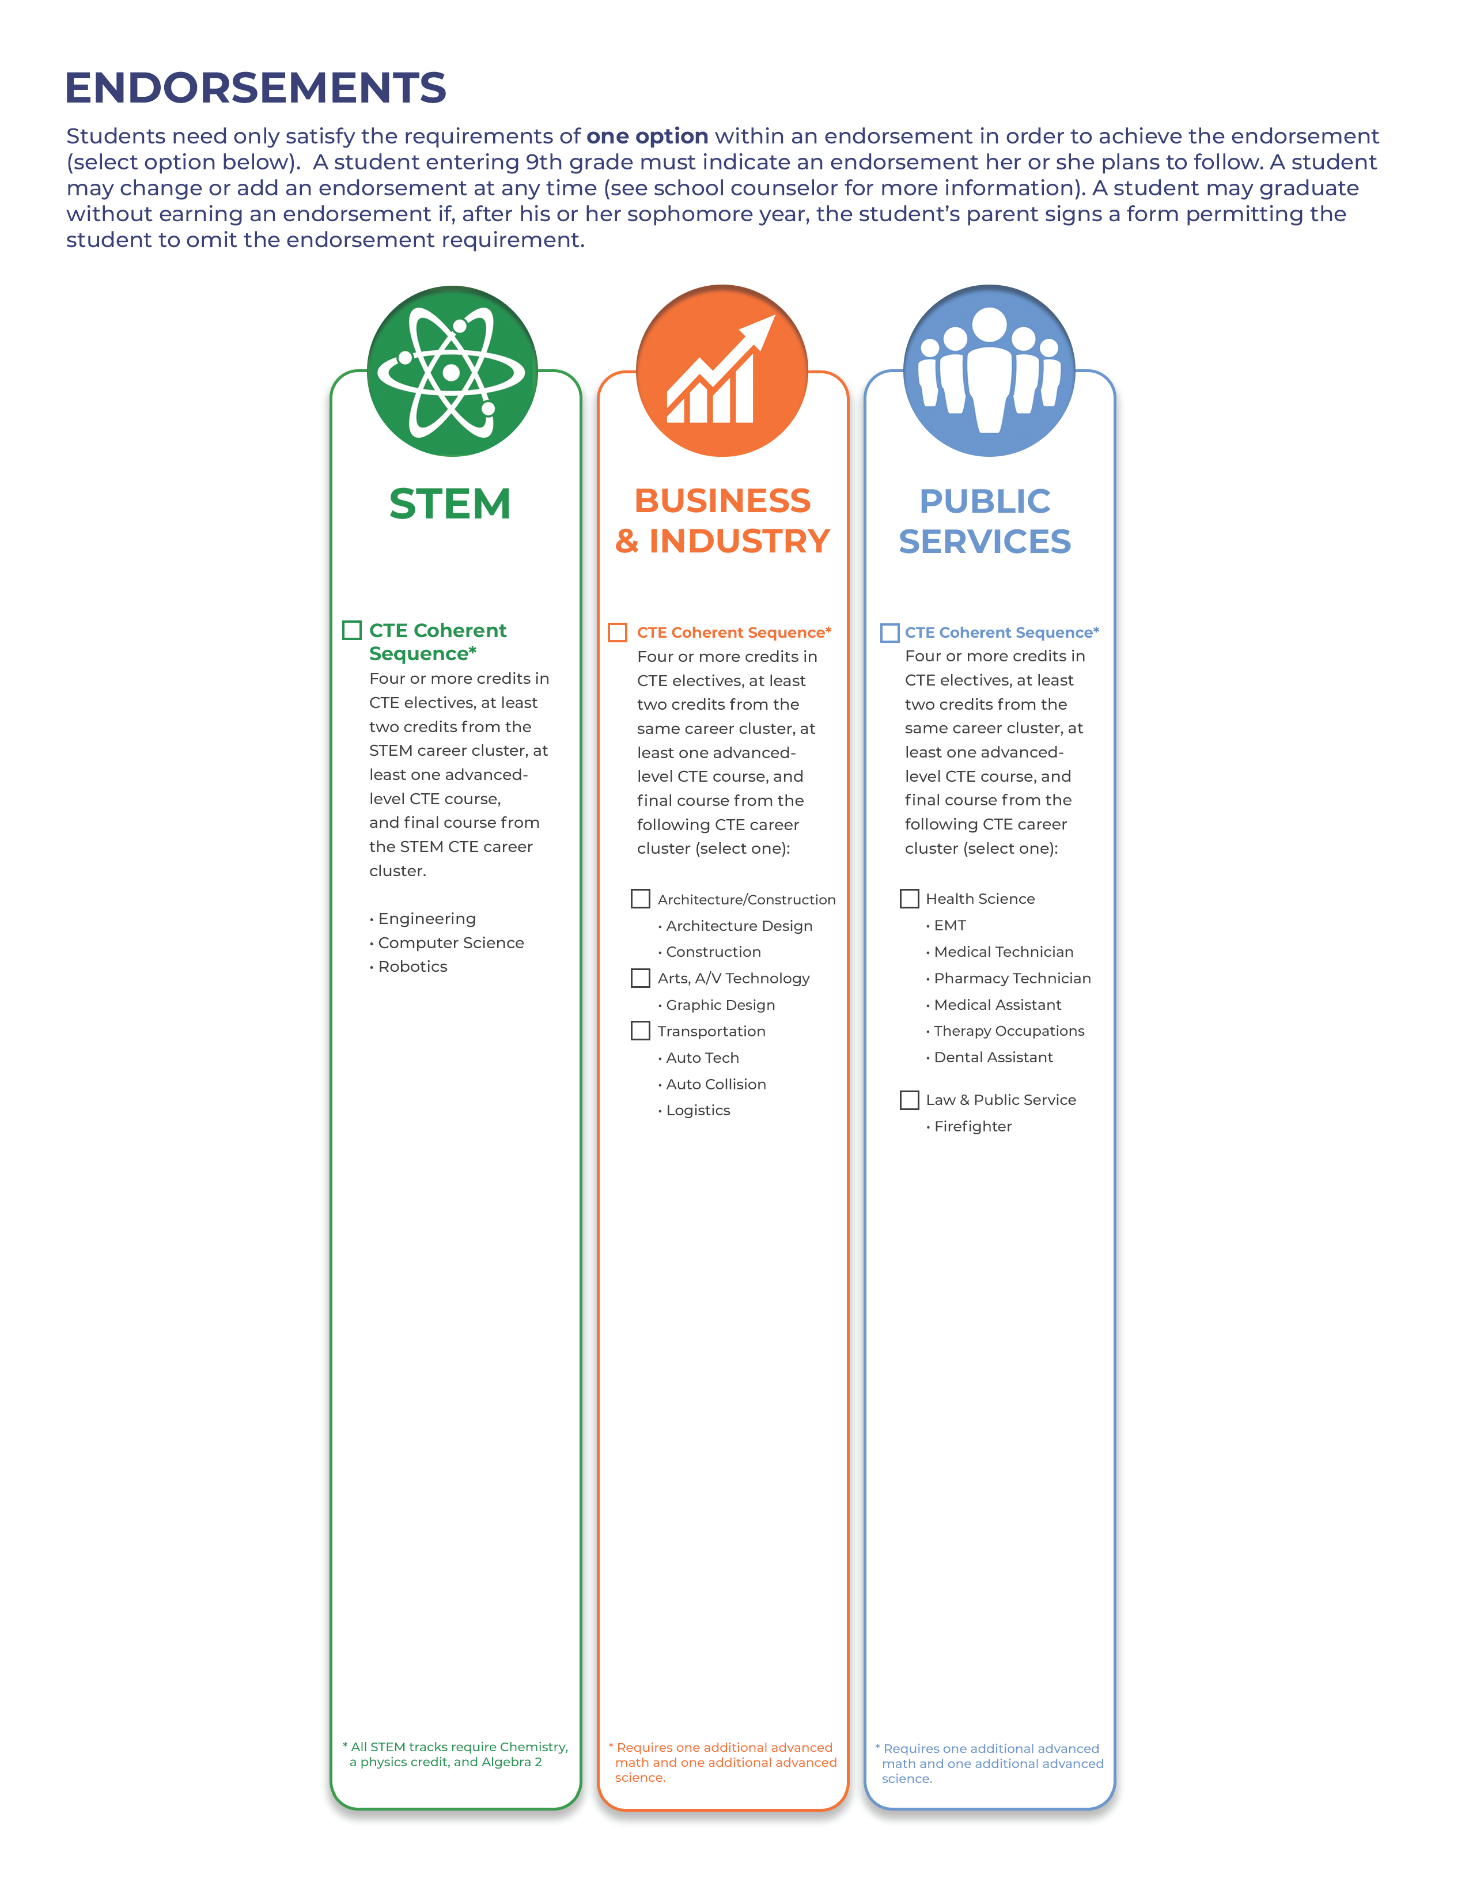 ENDORSEMENTS
Students need only satisfy the requirements of one option within an endorsement in order to achieve the endorsement
(select option below).  A student entering 9th grade must indicate an endorsement her or she plans to follow. A student
may change or add an endorsement at any time (see school counselor for more information). A student may graduate
without earning an endorsement if, after his or her sophomore year, the student's parent signs a form permitting the
student to omit the endorsement requirement.
STEM
CTE Coherent
Sequence*
Four or more credits in
CTE electives, at least
two credits from the
STEM career cluster, at
least one advanced-
level CTE course,
and final course from
the STEM CTE career
cluster.
• Engineering
• Computer Science
• Robotics
* All STEM tracks require Chemistry,
a physics credit, and Algebra 2
BUSINESS
& INDUSTRY
CTE Coherent Sequence*
Four or more credits in
CTE electives, at least
two credits from the
same career cluster, at
least one advanced-
level CTE course, and
final course from the
following CTE career
cluster (select one):
Architecture/Construction
• Architecture Design
• Construction
Arts, A/V Technology
• Graphic Design
Transportation
• Auto Tech
• Auto Collision
• Logistics
* Requires one additional advanced
math and one additional advanced
science.
PUBLIC
SERVICES
CTE Coherent Sequence*
Four or more credits in
CTE electives, at least
two credits from the
same career cluster, at
least one advanced-
level CTE course, and
final course from the
following CTE career
cluster (select one):
Health Science
• EMT
• Medical Technician
• Pharmacy Technician
• Medical Assistant
• Therapy Occupations
• Dental Assistant
Law & Public Service
• Firefighter
* Requires one additional advanced
math and one additional advanced
science.